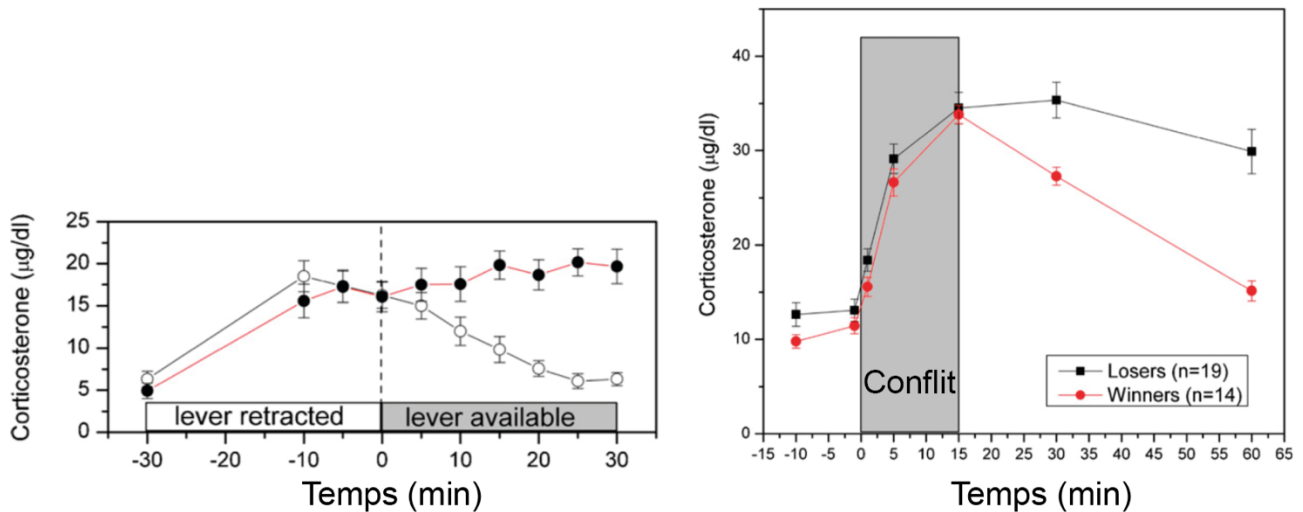 Corticosterone (µg/dl)
25
20
15
10
5
0
lever retracted
lever available
-30
-20
-10
0
10
20
30
Temps (min)
Corticosterone (µg/dl)
40
30
20
10
0
Conflit
Losers (n=19)
Winners (n=14)
-15 -10 -5 0 5 10 15 20 25 30 35 40 45 50 55 60 65
Temps (min)